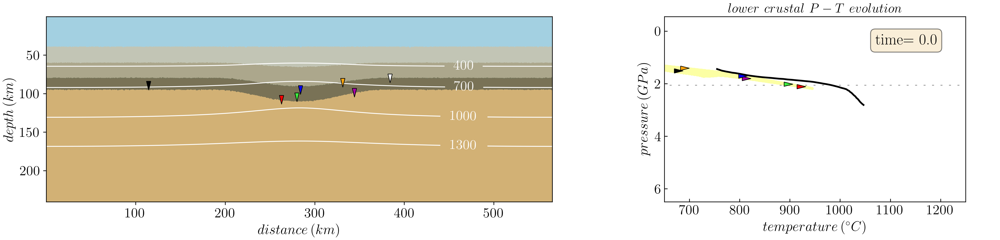 lower crustal P − T evolution
time= 0.0
depth (km)
50
100
150
200
400
700
1000
1300
100 200 300 400 500
distance (km)
pressure (GPa)
0
2
4
6
700 800 900 1000 1100 1200
temperature (°C)